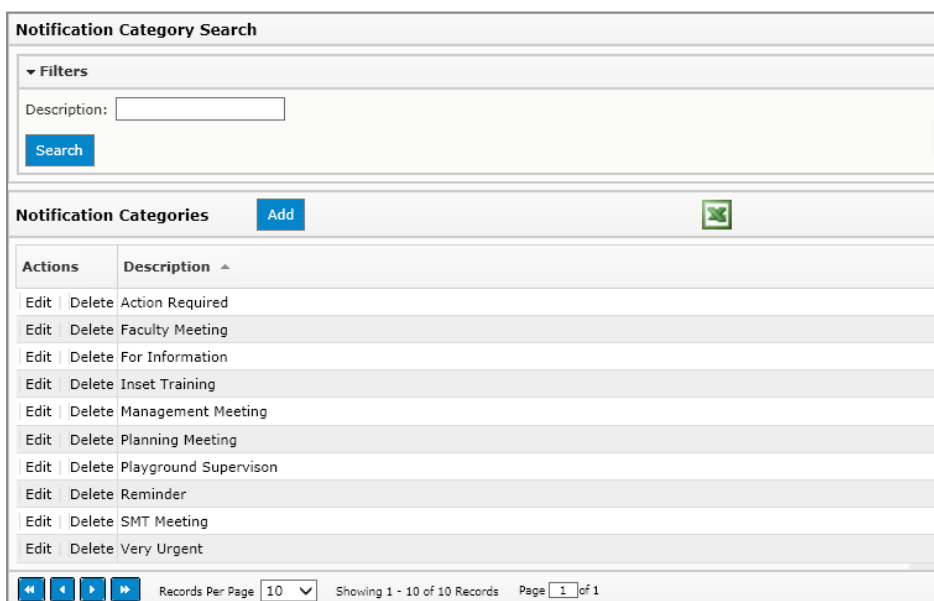 Notification Category Search
Filters
Description:
Search
Notification Categories Add
Actions Description
Edit Delete Action Required
Edit Delete Faculty Meeting
Edit Delete For Information
Edit Delete Inset Training
Edit Delete Management Meeting
Edit Delete Planning Meeting
Edit Delete Playground Supervison
Edit Delete Reminder
Edit Delete SMT Meeting
Edit Delete Very Urgent
Records Per Page 10 Showing 1 - 10 of 10 Records Page 1 of 1